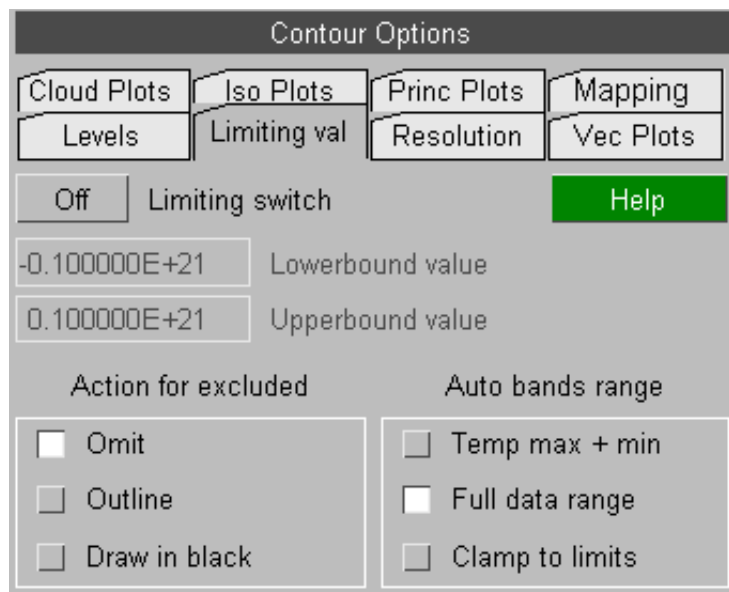 Contour Options
Cloud Plots Iso Plots Princ Plots Mapping
Levels Limiting val Resolution Vec Plots
Off Limiting switch Help
-0.100000E+21 Lowerbound value
0.100000E+21 Upperbound value
Action for excluded Auto bands range
Omit Temp max + min
Outline Full data range
Draw in black Clamp to limits